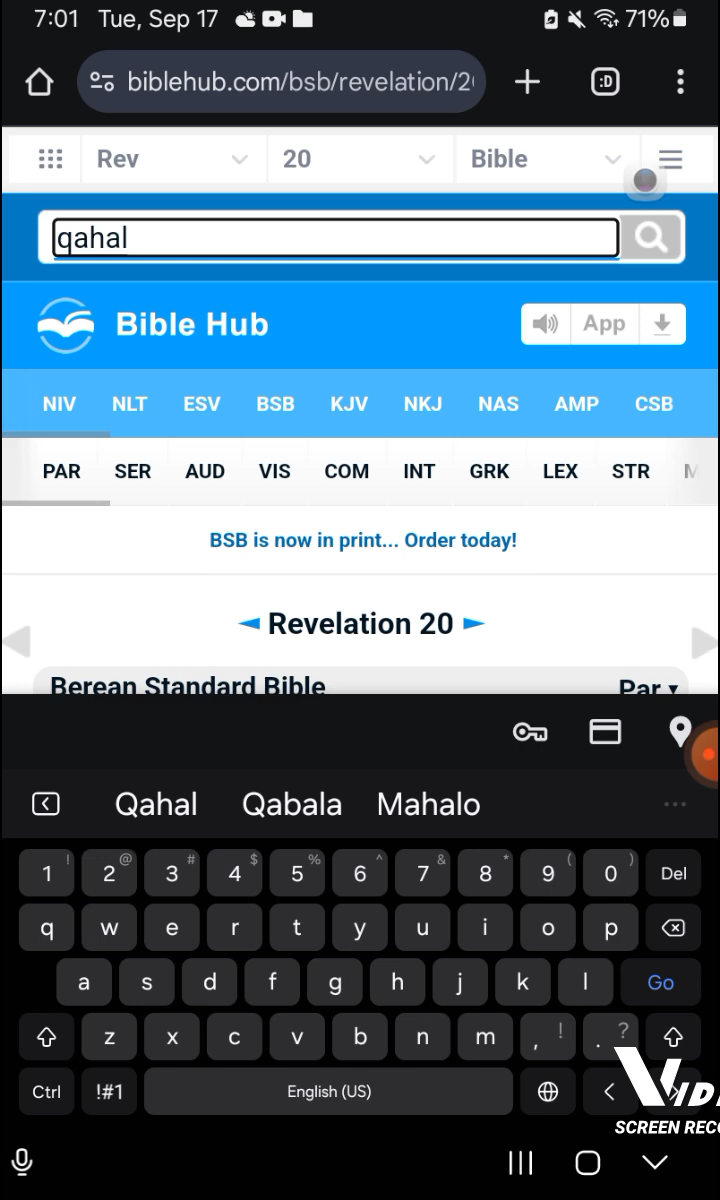 7:01 Tue, Sep 17 71%
biblehub.com/bsb/revelation/20
:D
Rev 20 Bible
qahal
Bible Hub App
NIV NLT ESV BSB KJV NKJ NAS AMP CSB
PAR SER AUD VIS COM INT GRK LEX STR M
BSB is now in print... Order today!
◄ Revelation 20 ►
Berean Standard Bible Par ▾
Qahal Qabala Mahalo ...
1 ! 2 @ 3 # 4 $ 5 % 6 ^ 7 & 8 * 9 ( 0 ) Del
q w e r t y u i o p
a s d f g h j k l Go
z x c v b n m , ! . ?
Ctrl !#1 English (US) <
VID
SCREEN REC